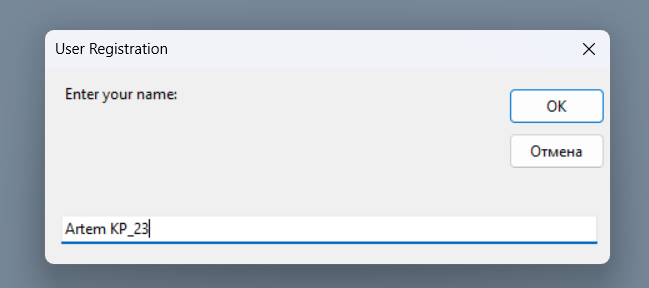 User Registration
Enter your name:
OK
Отмена
Artem KP_23